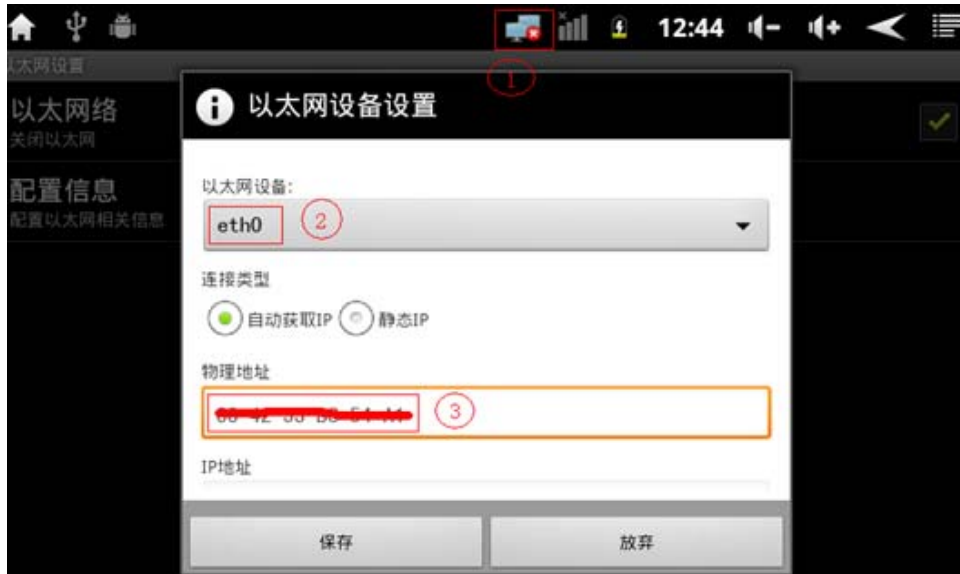 12:44
①
以太网设置
以太网络
关闭以太网
配置信息
配置以太网相关信息
以太网设备设置
以太网设备:
eth0
②
连接类型
自动获取IP 静态IP
物理地址
③
IP地址
保存 放弃